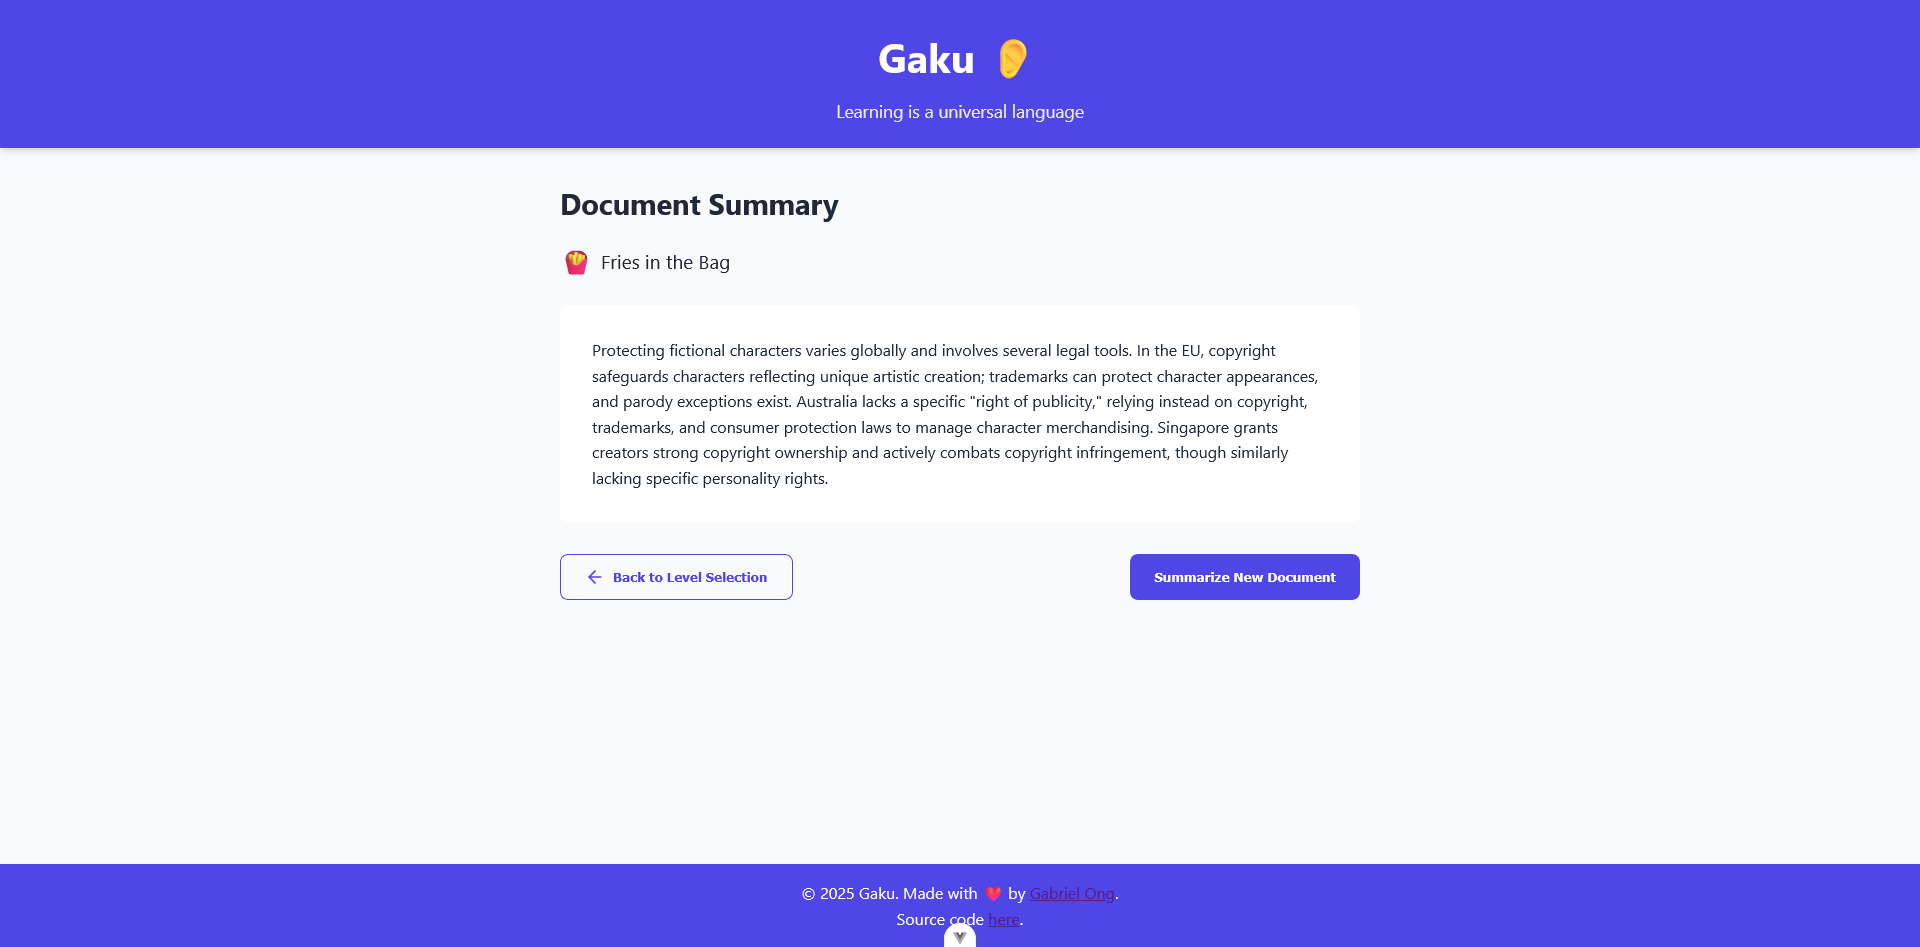 Gaku
Learning is a universal language
Document Summary
Fries in the Bag
Protecting fictional characters varies globally and involves several legal tools. In the EU, copyright
safeguards characters reflecting unique artistic creation; trademarks can protect character appearances,
and parody exceptions exist. Australia lacks a specific "right of publicity," relying instead on copyright,
trademarks, and consumer protection laws to manage character merchandising. Singapore grants
creators strong copyright ownership and actively combats copyright infringement, though similarly
lacking specific personality rights.
Back to Level Selection
Summarize New Document
© 2025 Gaku. Made with ❤️ by Gabriel Ong.
Source code here.